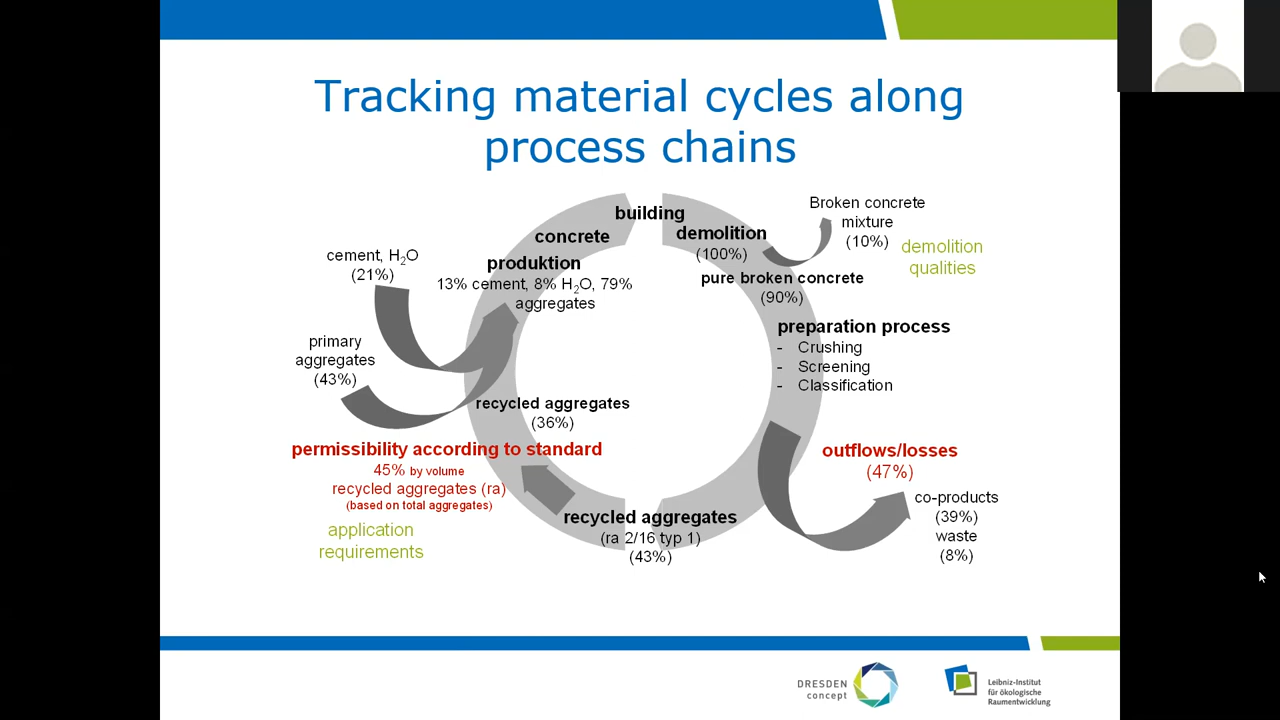 Tracking material cycles along
process chains
building
concrete
produktion
13% cement, 8% H₂O, 79%
aggregates
demolition
(100%)
Broken concrete
mixture
(10%)
demolition
qualities
pure broken concrete
(90%)
preparation process
- Crushing
- Screening
- Classification
outflows/losses
(47%)
co-products
(39%)
waste
(8%)
recycled aggregates
(ra 2/16 typ 1)
(43%)
cement, H₂O
(21%)
primary
aggregates
(43%)
recycled aggregates
(36%)
permissibility according to standard
45% by volume
recycled aggregates (ra)
(based on total aggregates)
application
requirements
DRESDEN
concept
Leibniz-Institut
für ökologische
Raumentwicklung